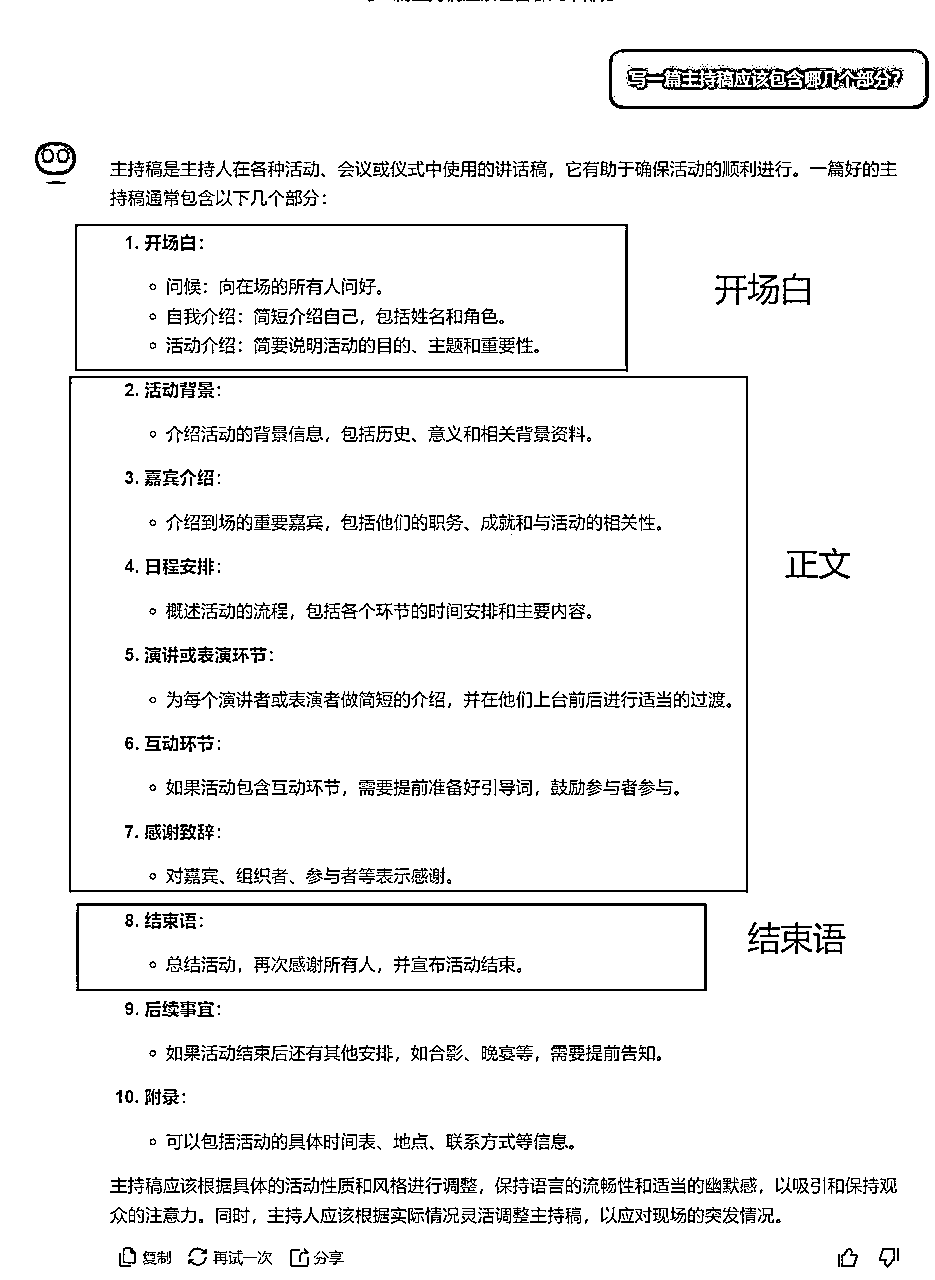 写一篇主持稿应该包含哪几个部分？
主持稿是主持人在各种活动、会议或仪式中使用的讲话稿，它有助于确保活动的顺利进行。一篇好的主
持稿通常包含以下几个部分：
1. 开场白：
◦ 问候：向在场的所有人问好。
开场白
◦ 自我介绍：简短介绍自己，包括姓名和角色。
◦ 活动介绍：简要说明活动的目的、主题和重要性。
2. 活动背景：
◦ 介绍活动的背景信息，包括历史、意义和相关背景资料。
3. 嘉宾介绍：
◦ 介绍到场的重要嘉宾，包括他们的职务、成就和与活动的相关性。
4. 日程安排：
正文
◦ 概述活动的流程，包括各个环节的时间安排和主要内容。
5. 演讲或表演环节：
◦ 为每个演讲者或表演者做简短的介绍，并在他们上台前后进行适当的过渡。
6. 互动环节：
◦ 如果活动包含互动环节，需要提前准备好引导词，鼓励参与者参与。
7. 感谢致辞：
◦ 对嘉宾、组织者、参与者等表示感谢。
8. 结束语：
结束语
◦ 总结活动，再次感谢所有人，并宣布活动结束。
9. 后续事宜：
◦ 如果活动结束后还有其他安排，如合影、晚宴等，需要提前告知。
10. 附录：
◦ 可以包括活动的具体时间表、地点、联系方式等信息。
主持稿应该根据具体的活动性质和风格进行调整，保持语言的流畅性和适当的幽默感，以吸引和保持观
众的注意力。同时，主持人应该根据实际情况灵活调整主持稿，以应对现场的突发情况。
复制 再试一次 分享